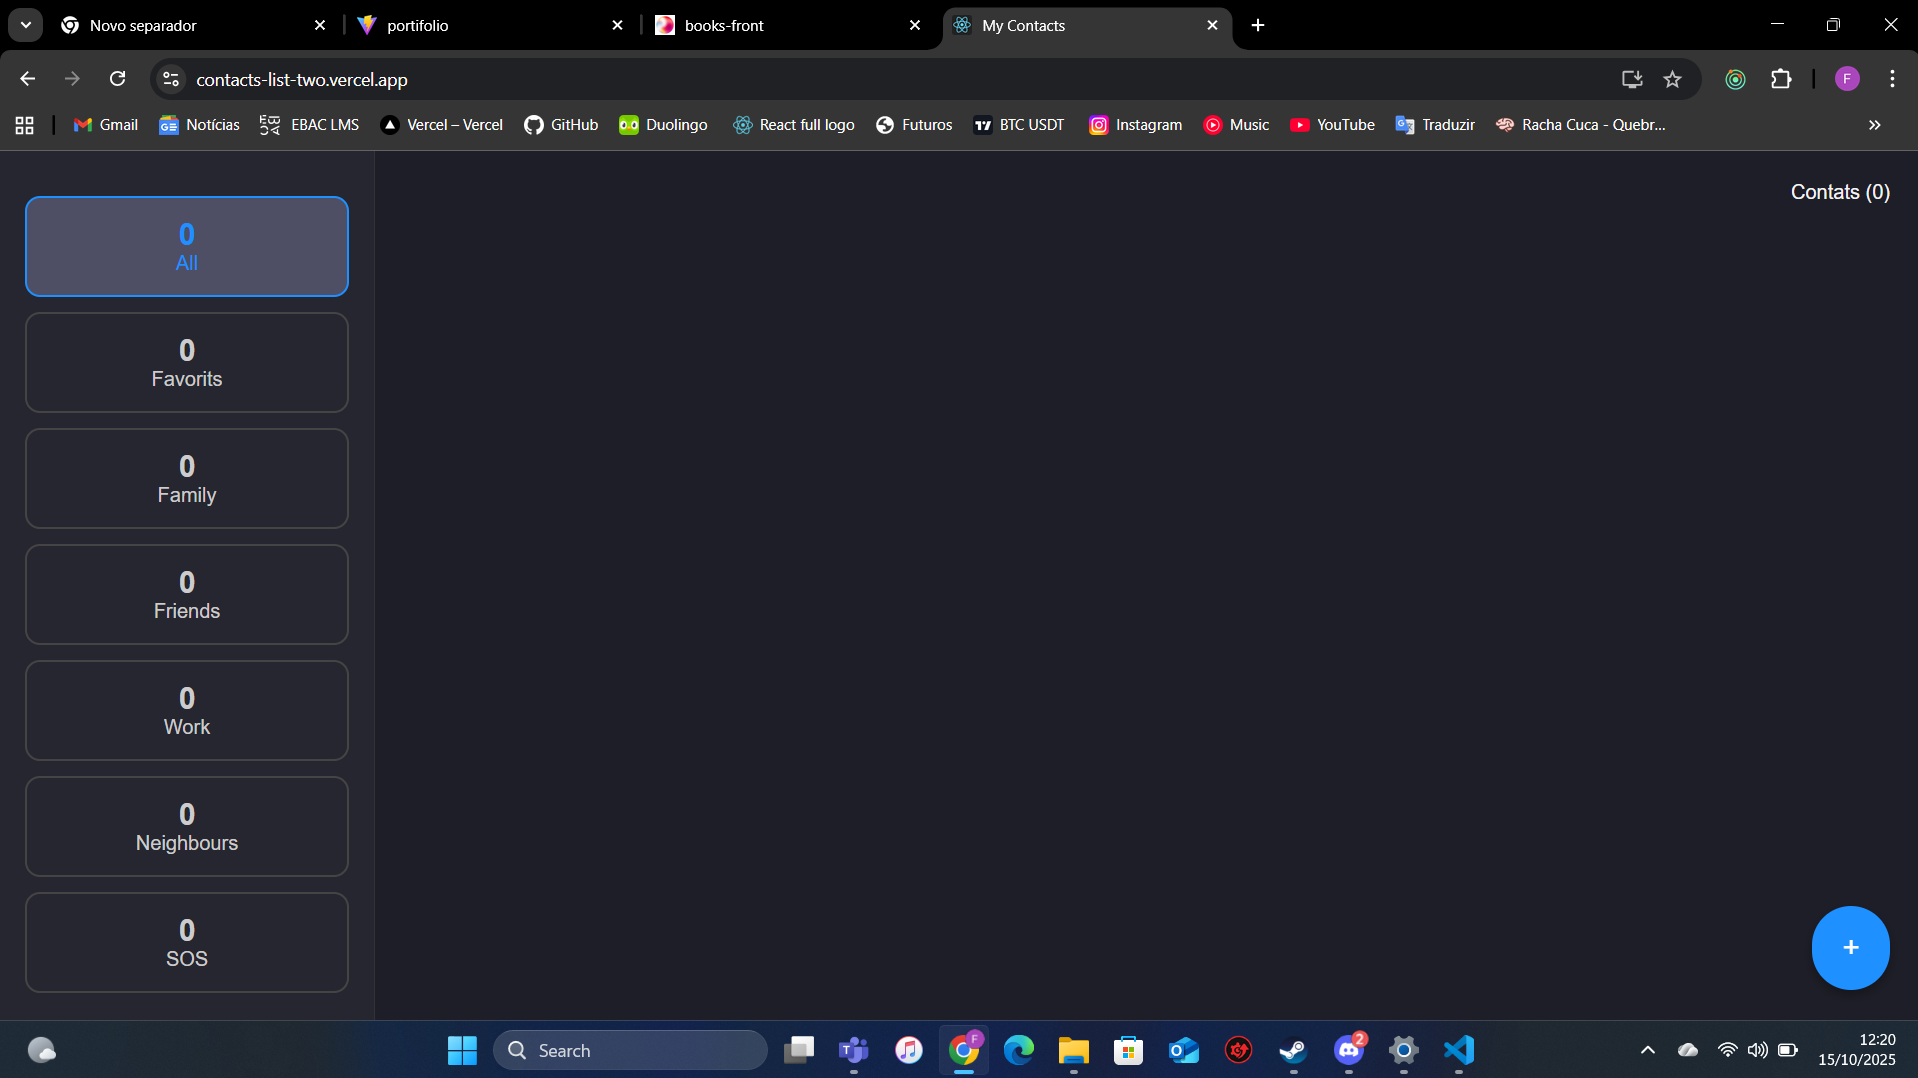 Novo separador
portifolio
books-front
My Contacts
contacts-list-two.vercel.app
F
Gmail
Notícias
EBAC LMS
Vercel – Vercel
GitHub
Duolingo
React full logo
Futuros
BTC USDT
Instagram
Music
YouTube
Traduzir
Racha Cuca - Quebr...
Contats (0)
0
All
0
Favorits
0
Family
0
Friends
0
Work
0
Neighbours
0
SOS
+
Search
F
2
12:20
15/10/2025